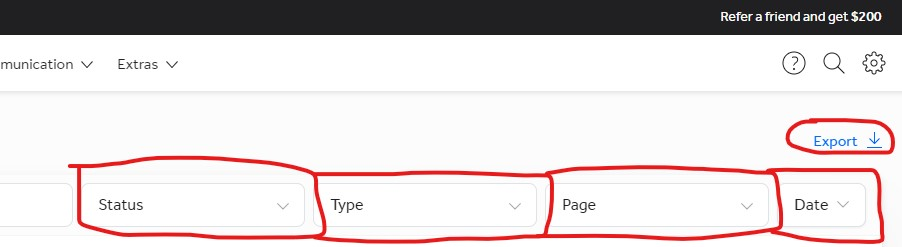 Refer a friend and get $200
munication Extras
Export
Status Type Page Date